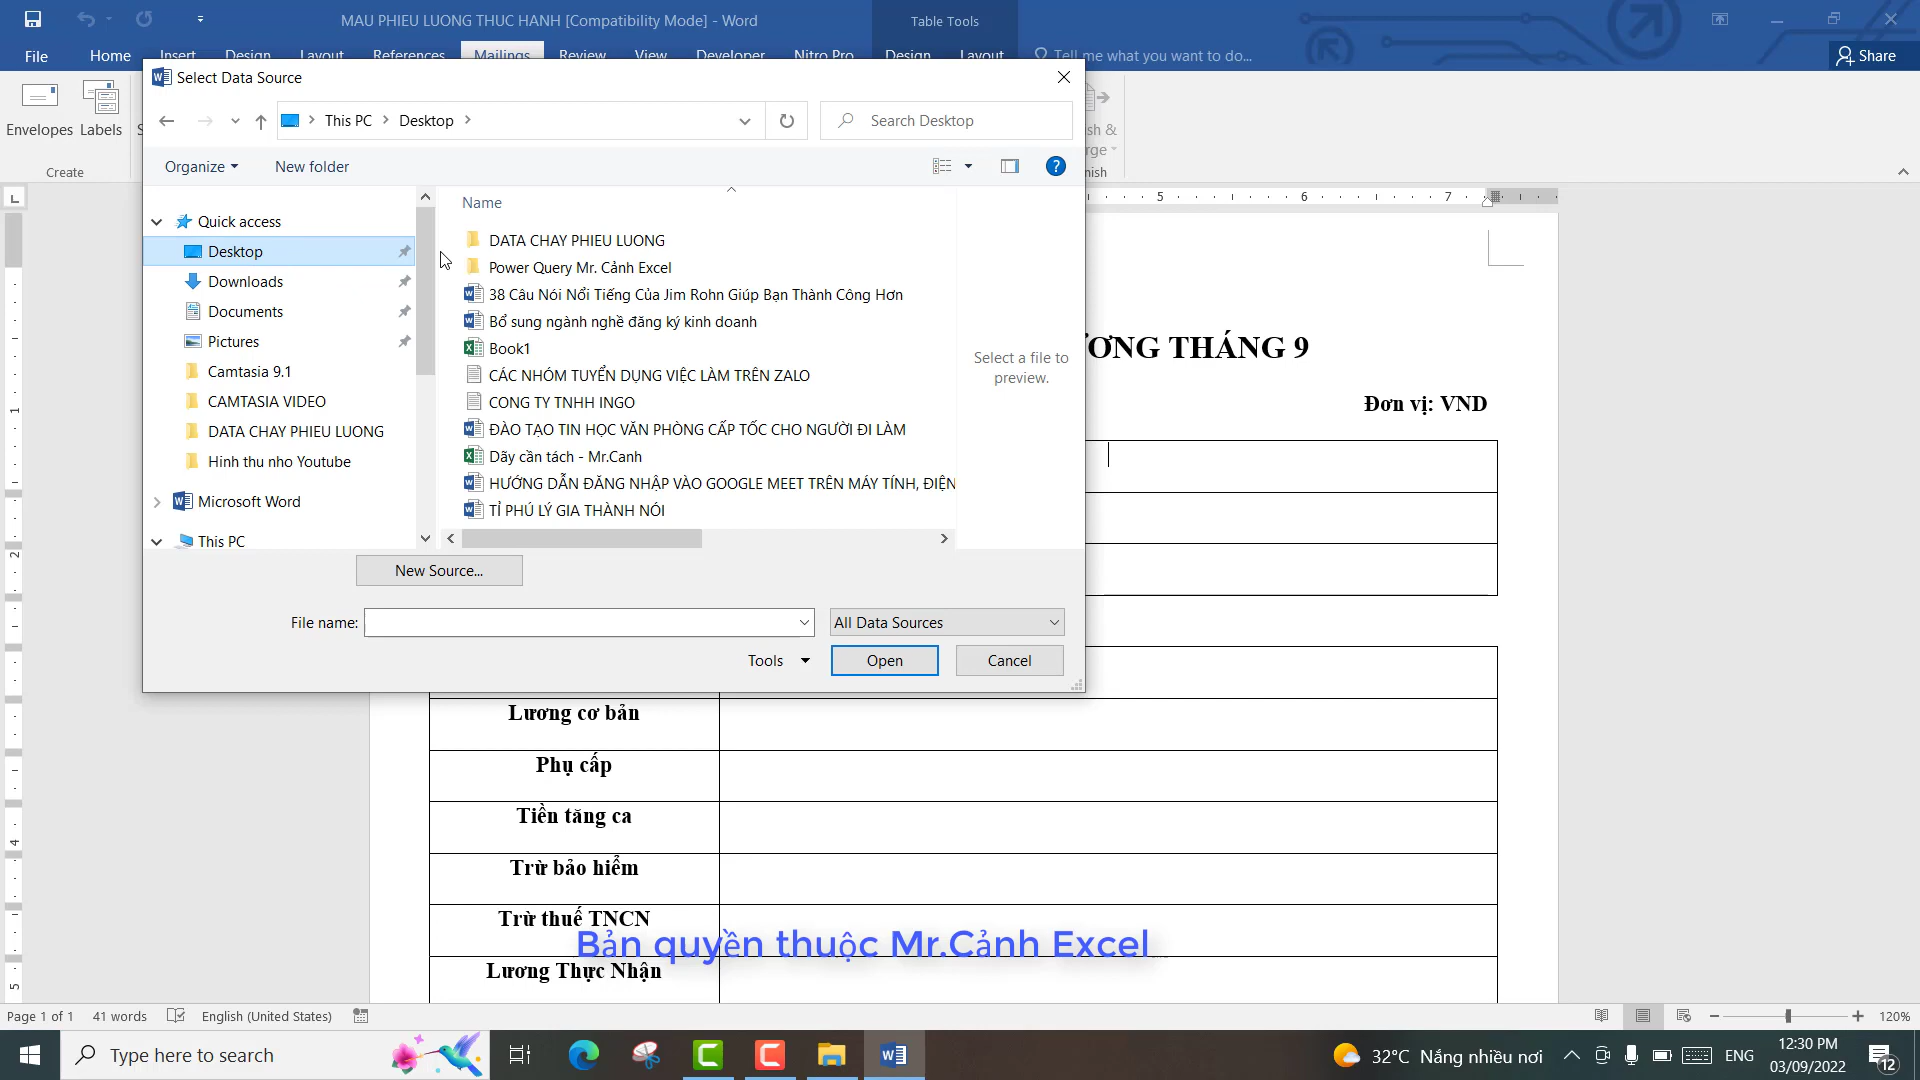 MAU PHIEU LUONG THUC HANH [Compatibility Mode] - Word
Table Tools
File
Home
Insert
Design
Layout
References
Mailings
Review
View
Developer
Nitro Pro
Design
Layout
Tell me what you want to do...
Share
Envelopes
Labels
Create
Select Data Source
This PC
Desktop
Search Desktop
Organize
New folder
Quick access
Desktop
Downloads
Documents
Pictures
Camtasia 9.1
CAMTASIA VIDEO
DATA CHAY PHIEU LUONG
Hinh thu nho Youtube
Microsoft Word
This PC
Name
DATA CHAY PHIEU LUONG
Power Query Mr. Cảnh Excel
38 Câu Nói Nổi Tiếng Của Jim Rohn Giúp Bạn Thành Công Hơn
Bổ sung ngành nghề đăng ký kinh doanh
Book1
CÁC NHÓM TUYỂN DỤNG VIỆC LÀM TRÊN ZALO
CONG TY TNHH INGO
ĐÀO TẠO TIN HỌC VĂN PHÒNG CẤP TỐC CHO NGƯỜI ĐI LÀM
Dãy cần tách - Mr.Canh
HƯỚNG DẪN ĐĂNG NHẬP VÀO GOOGLE MEET TRÊN MÁY TÍNH, ĐIỆN
TỈ PHÚ LÝ GIA THÀNH NÓI
Select a file to
preview.
New Source...
File name:
All Data Sources
Tools
Open
Cancel
5
6
7
1
2
4
5
ƯƠNG THÁNG 9
Đơn vị: VND
Lương cơ bản
Phụ cấp
Tiền tăng ca
Trừ bảo hiểm
Trừ thuế TNCN
Lương Thực Nhận
Bản quyền thuộc Mr.Cảnh Excel
Page 1 of 1
41 words
English (United States)
120%
Type here to search
32°C
Nắng nhiều nơi
ENG
12:30 PM
03/09/2022
12